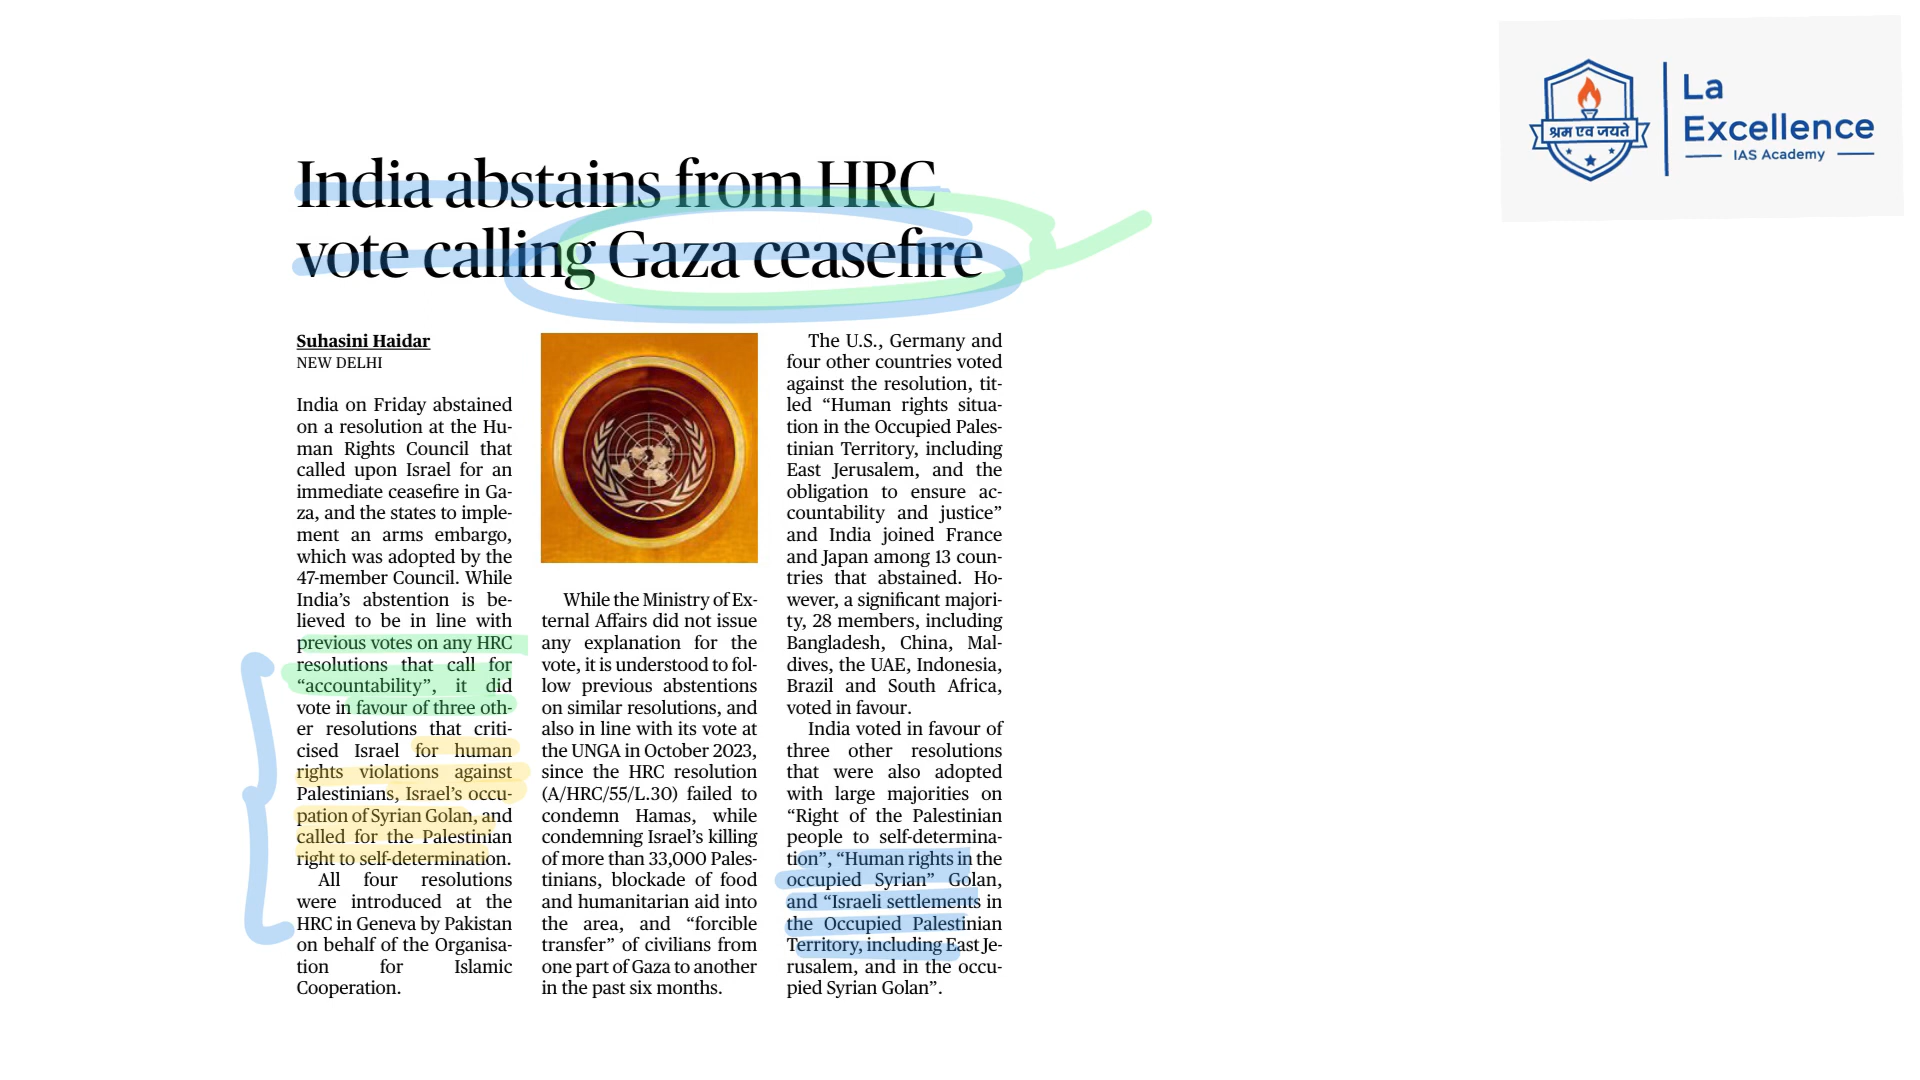 La
Excellence
IAS Academy
श्रम एव जयते
India abstains from HRC
vote calling Gaza ceasefire
Suhasini Haidar
NEW DELHI
India on Friday abstained
on a resolution at the Hu-
man Rights Council that
called upon Israel for an
immediate ceasefire in Ga-
za, and the states to imple-
ment an arms embargo,
which was adopted by the
47-member Council. While
India’s abstention is be-
lieved to be in line with
previous votes on any HRC
resolutions that call for
“accountability”, it did
vote in favour of three oth-
er resolutions that criti-
cised Israel for human
rights violations against
Palestinians, Israel’s occu-
pation of Syrian Golan, and
called for the Palestinian
right to self-determination.
All four resolutions
were introduced at the
HRC in Geneva by Pakistan
on behalf of the Organisa-
tion for Islamic
Cooperation.
While the Ministry of Ex-
ternal Affairs did not issue
any explanation for the
vote, it is understood to fol-
low previous abstentions
on similar resolutions, and
also in line with its vote at
the UNGA in October 2023,
since the HRC resolution
(A/HRC/55/L.30) failed to
condemn Hamas, while
condemning Israel’s killing
of more than 33,000 Pales-
tinians, blockade of food
and humanitarian aid into
the area, and “forcible
transfer” of civilians from
one part of Gaza to another
in the past six months.
The U.S., Germany and
four other countries voted
against the resolution, tit-
led “Human rights situa-
tion in the Occupied Pales-
tinian Territory, including
East Jerusalem, and the
obligation to ensure ac-
countability and justice”
and India joined France
and Japan among 13 coun-
tries that abstained. Ho-
wever, a significant majori-
ty, 28 members, including
Bangladesh, China, Mal-
dives, the UAE, Indonesia,
Brazil and South Africa,
voted in favour.
India voted in favour of
three other resolutions
that were also adopted
with large majorities on
“Right of the Palestinian
people to self-determina-
tion”, “Human rights in the
occupied Syrian” Golan,
and “Israeli settlements in
the Occupied Palestinian
Territory, including East Je-
rusalem, and in the occu-
pied Syrian Golan”.